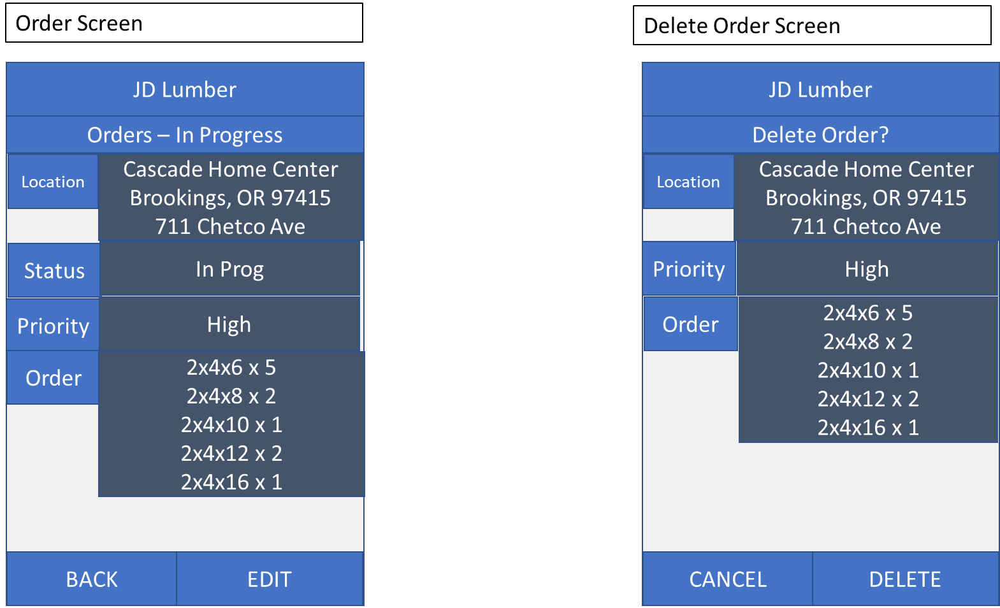 Order Screen
JD Lumber
Orders – In Progress
Location
Cascade Home Center
Brookings, OR 97415
711 Chetco Ave
Status
In Prog
Priority
High
Order
2x4x6 x 5
2x4x8 x 2
2x4x10 x 1
2x4x12 x 2
2x4x16 x 1
BACK
EDIT
Delete Order Screen
JD Lumber
Delete Order?
Location
Cascade Home Center
Brookings, OR 97415
711 Chetco Ave
Priority
High
Order
2x4x6 x 5
2x4x8 x 2
2x4x10 x 1
2x4x12 x 2
2x4x16 x 1
CANCEL
DELETE